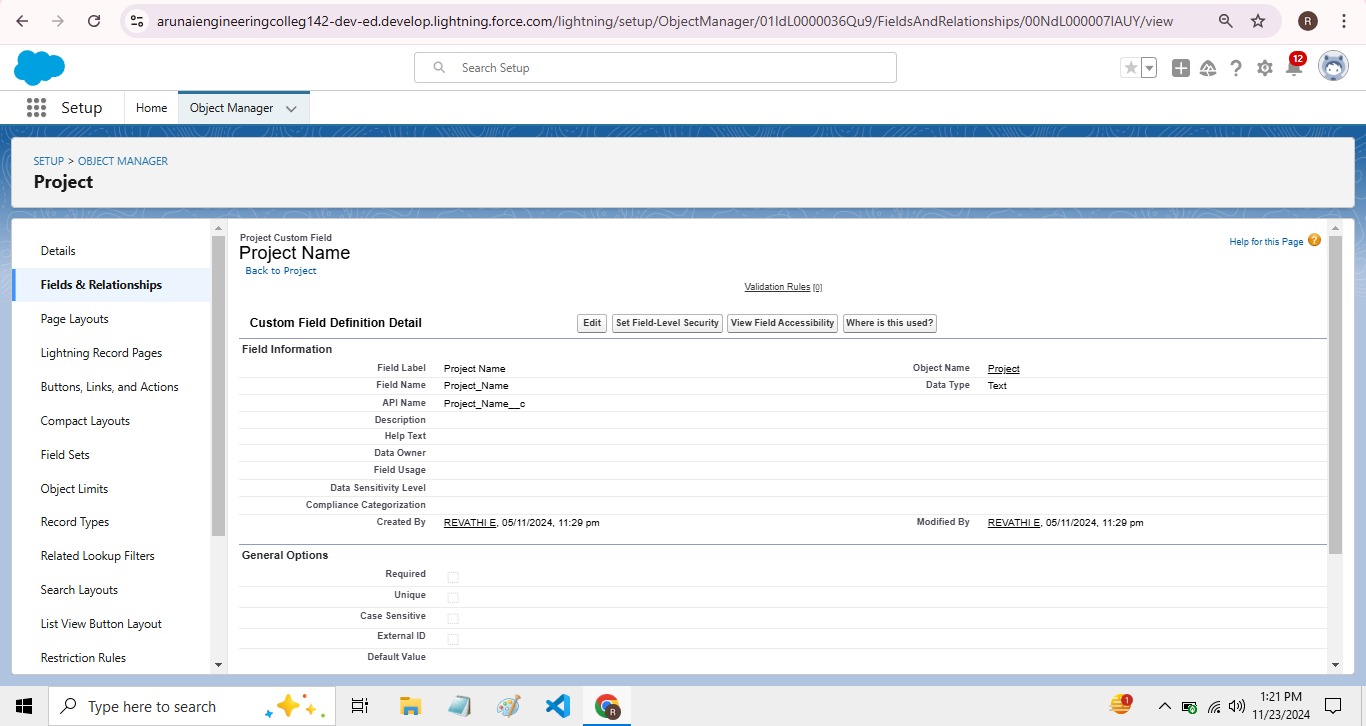 arunaiengineeringcolleg142-dev-ed.develop.lightning.force.com/lightning/setup/ObjectManager/01IdL0000036Qu9/FieldsAndRelationships/00NdL000007IAUY/view
R
Search Setup
12
Setup
Home
Object Manager
SETUP > OBJECT MANAGER
Project
Details
Fields & Relationships
Page Layouts
Lightning Record Pages
Buttons, Links, and Actions
Compact Layouts
Field Sets
Object Limits
Record Types
Related Lookup Filters
Search Layouts
List View Button Layout
Restriction Rules
Project Custom Field
Project Name
Back to Project
Help for this Page ?
Validation Rules [0]
Custom Field Definition Detail
Edit
Set Field-Level Security
View Field Accessibility
Where is this used?
Field Information
Field Label Project Name Object Name Project
Field Name Project_Name Data Type Text
API Name Project_Name__c
Description
Help Text
Data Owner
Field Usage
Data Sensitivity Level
Compliance Categorization
Created By REVATHI E, 05/11/2024, 11:29 pm Modified By REVATHI E, 05/11/2024, 11:29 pm
General Options
Required
Unique
Case Sensitive
External ID
Default Value
Type here to search
R
1
1:21 PM
11/23/2024